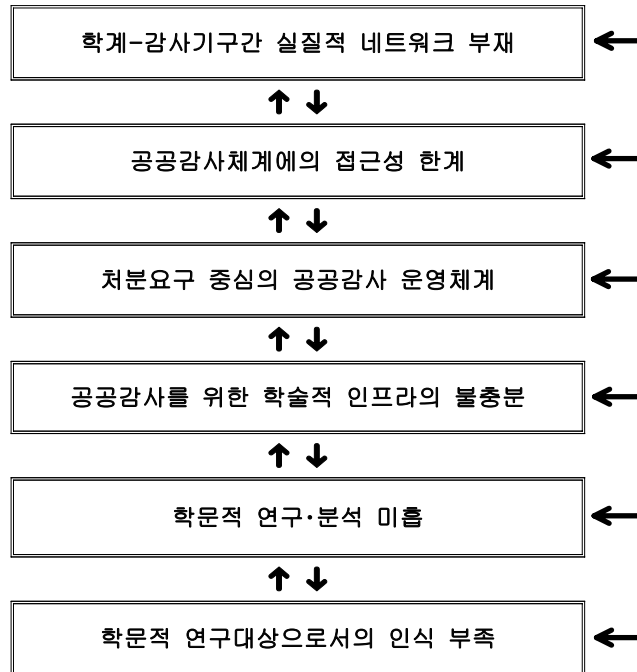 학계-감사기구간 실질적 네트워크 부재
공공감사체계에의 접근성 한계
처분요구 중심의 공공감사 운영체계
공공감사를 위한 학술적 인프라의 불충분
학문적 연구·분석 미흡
학문적 연구대상으로서의 인식 부족